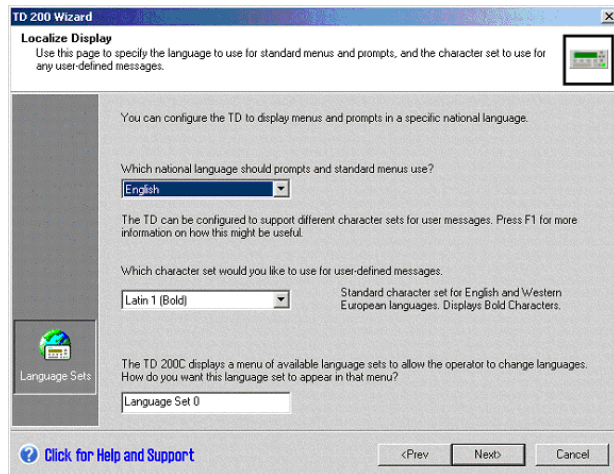 TD 200 Wizard
Localize Display
Use this page to specify the language to use for standard menus and prompts, and the character set to use for
any user-defined messages.
You can configure the TD to display menus and prompts in a specific national language.
Which national language should prompts and standard menus use?
English
The TD can be configured to support different character sets for user messages. Press F1 for more
information on how this might be useful.
Which character set would you like to use for user-defined messages.
Latin 1 (Bold)
Standard character set for English and Western
European languages. Displays Bold Characters.
Language Sets
The TD 200C displays a menu of available language sets to allow the operator to change languages.
How do you want this language set to appear in that menu?
Language Set 0
Click for Help and Support
<Prev
Next>
Cancel